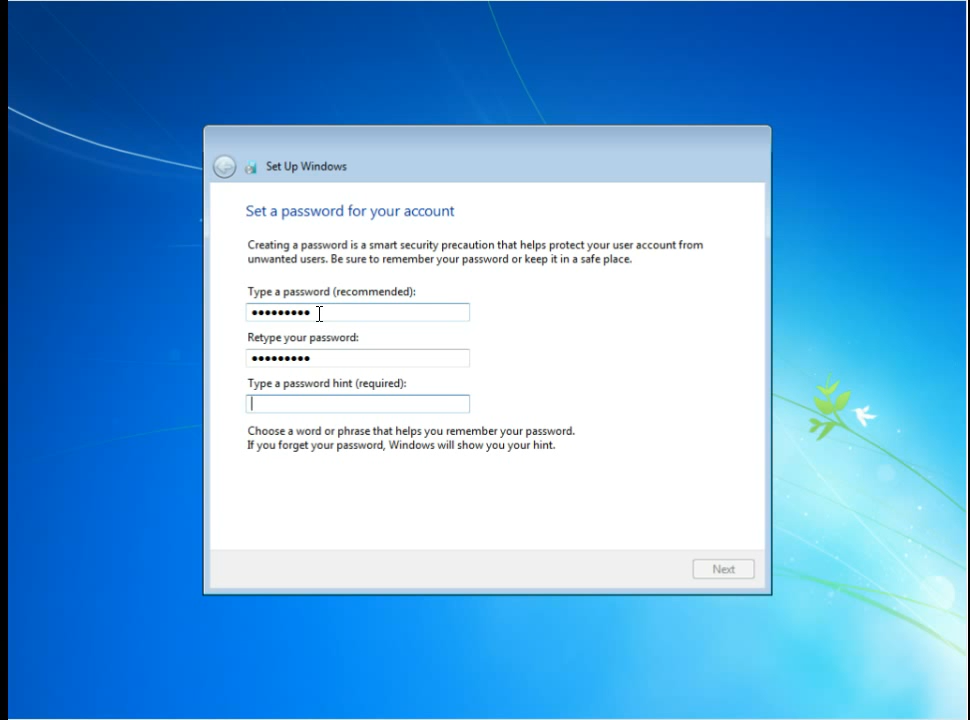 Set Up Windows
Set a password for your account
Creating a password is a smart security precaution that helps protect your user account from
unwanted users. Be sure to remember your password or keep it in a safe place.
Type a password (recommended):
●●●●●●●●●
Retype your password:
●●●●●●●●●
Type a password hint (required):
Choose a word or phrase that helps you remember your password.
If you forget your password, Windows will show you your hint.
Next